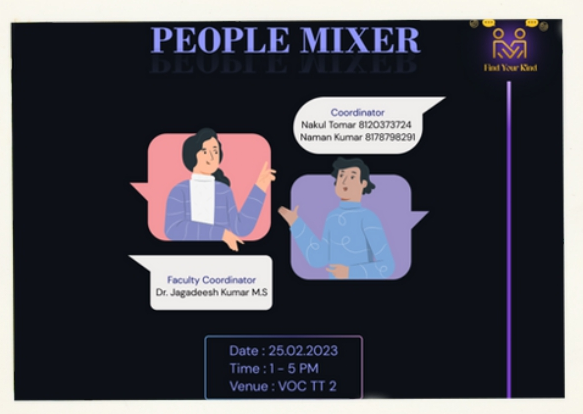 PEOPLE MIXER
Find Your Kind
Coordinator
Nakul Tomar 8120373724
Naman Kumar 8178798291
Faculty Coordinator
Dr. Jagadeesh Kumar M.S
Date : 25.02.2023
Time : 1 - 5 PM
Venue : VOC TT 2